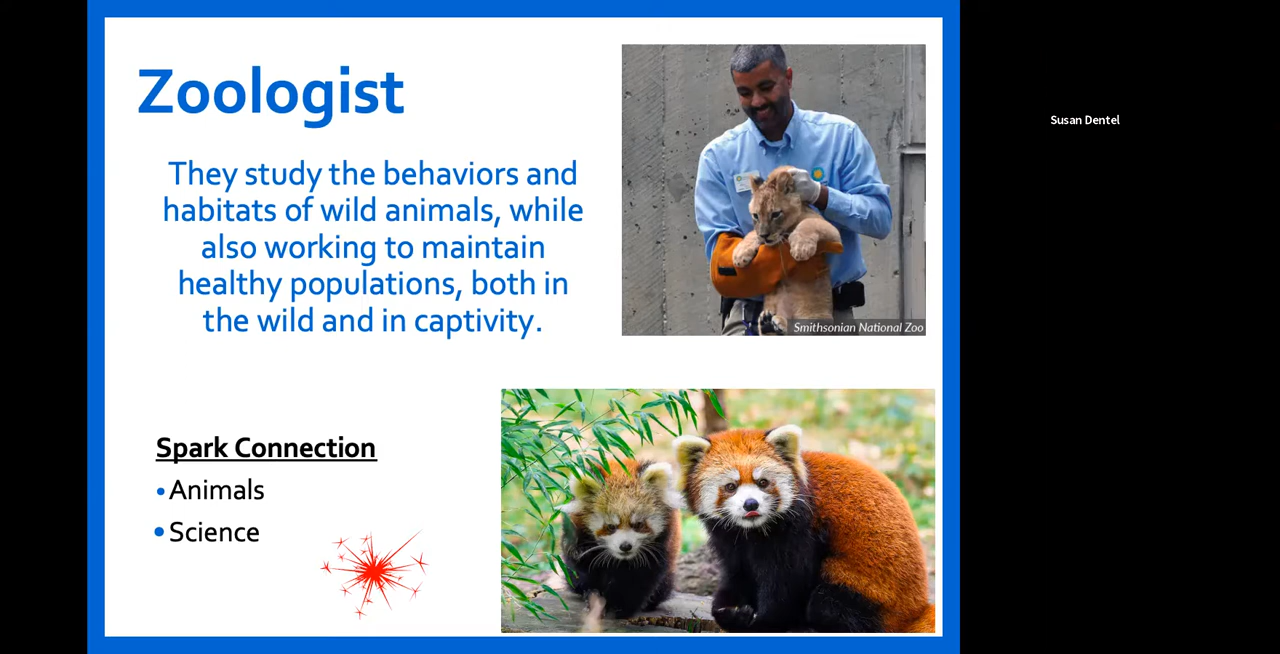 Zoologist
They study the behaviors and
habitats of wild animals, while
also working to maintain
healthy populations, both in
the wild and in captivity.
Smithsonian National Zoo
Spark Connection
• Animals
• Science
Susan Dentel